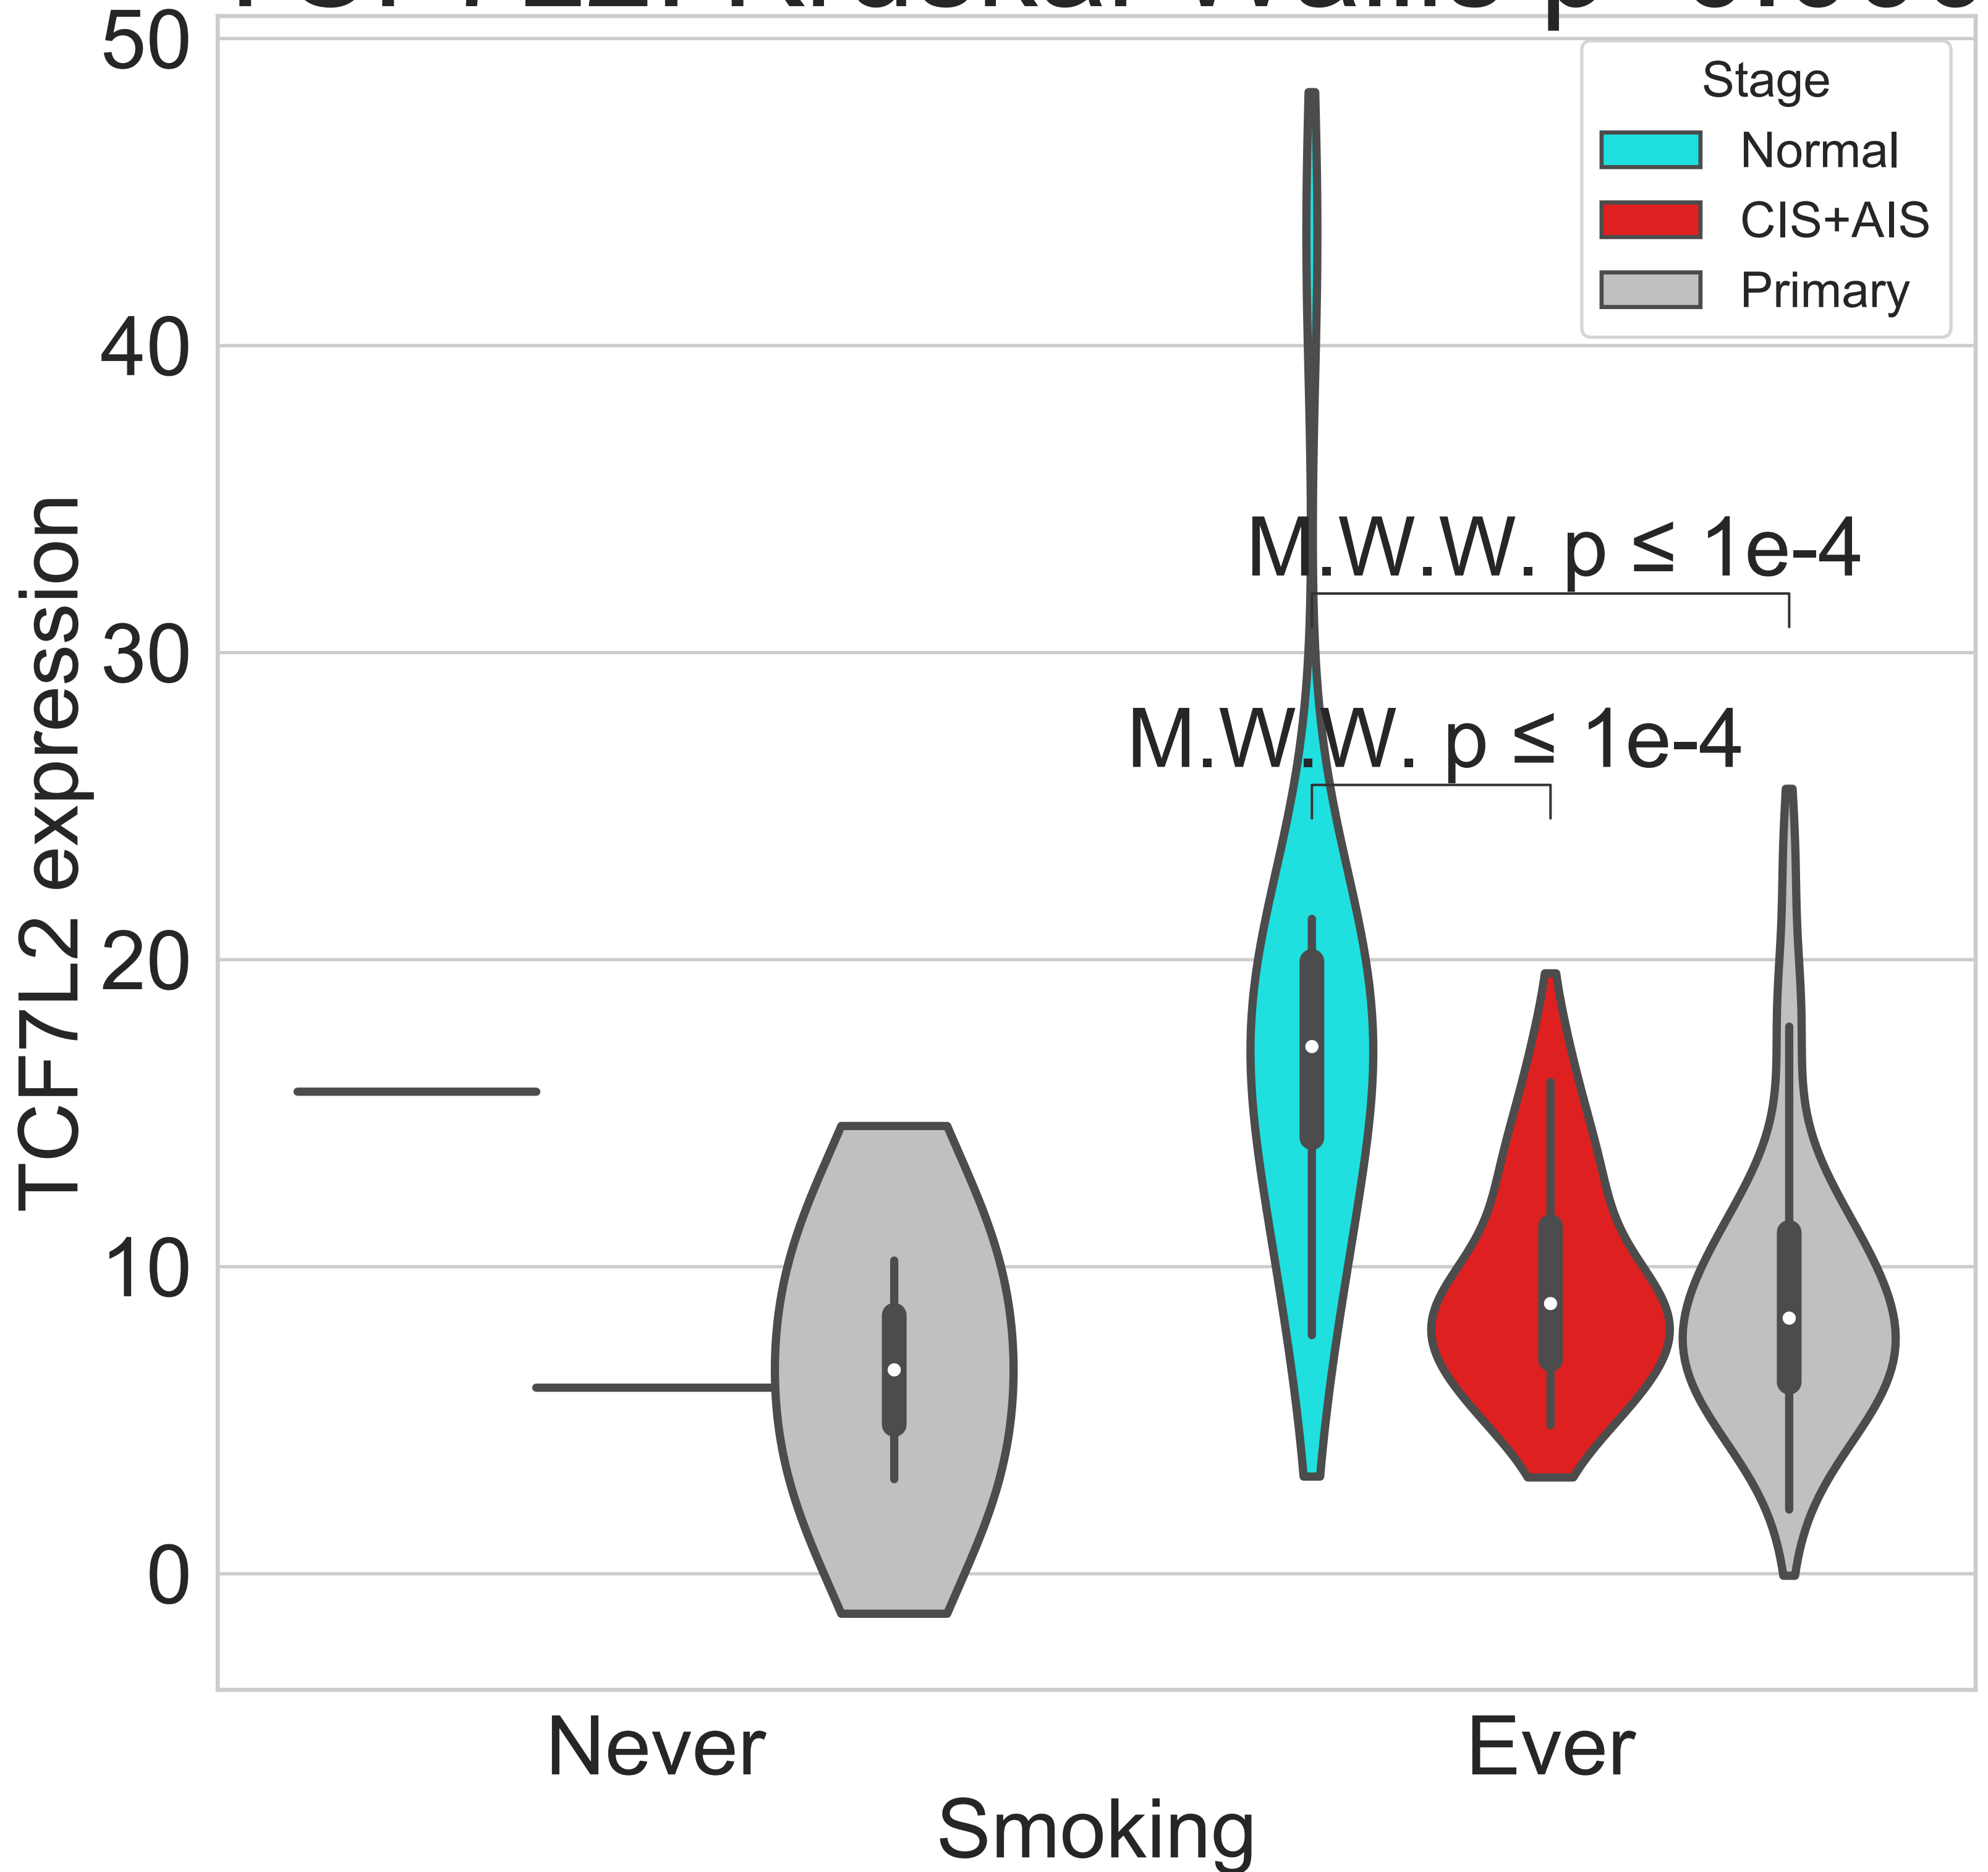 50
40
30
20
10
0
TCF7L2 expression
Stage
Normal
CIS+AIS
Primary
M.W.W. p ≤ 1e-4
M.W.W. p ≤ 1e-4
Never
Ever
Smoking